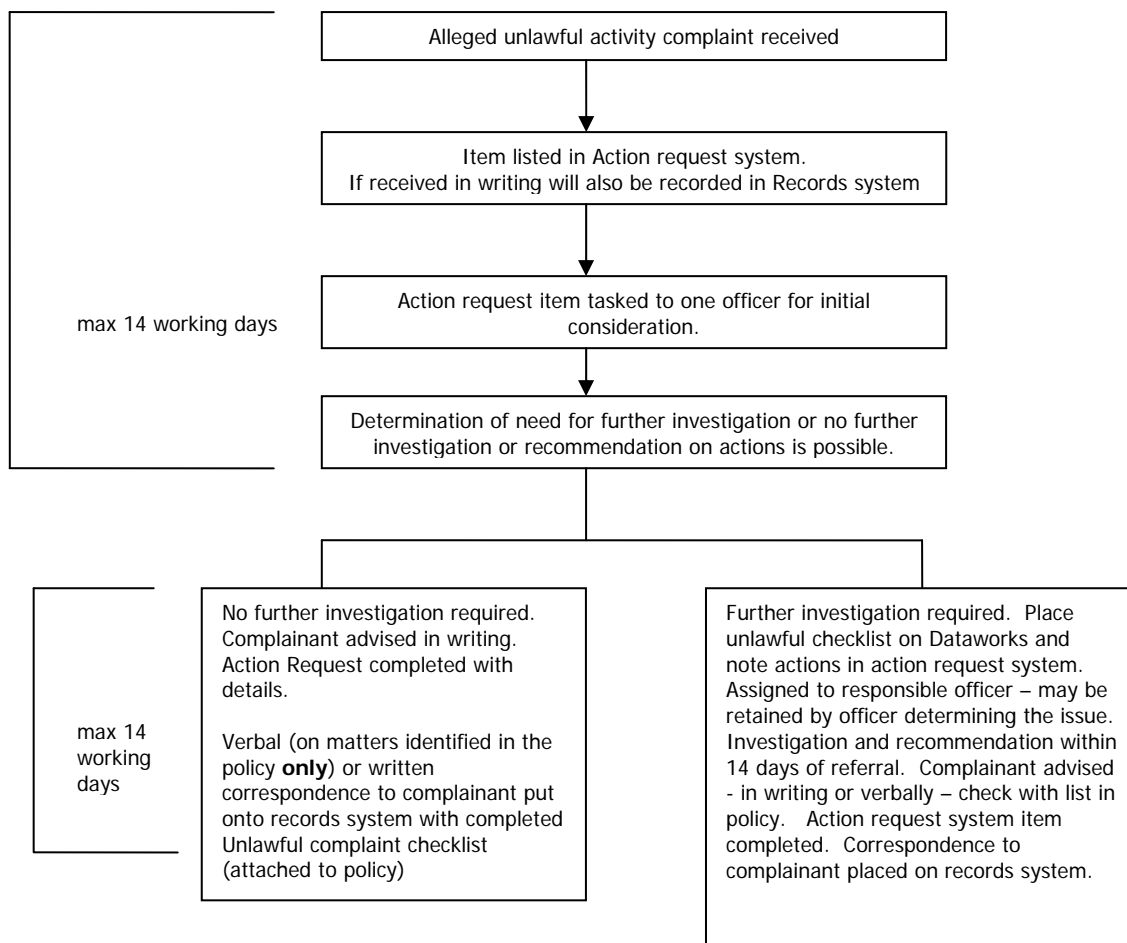 Alleged unlawful activity complaint received
Item listed in Action request system.
If received in writing will also be recorded in Records system
max 14 working days
Action request item tasked to one officer for initial
consideration.
Determination of need for further investigation or no further
investigation or recommendation on actions is possible.
max 14
working
days
No further investigation required.
Complainant advised in writing.
Action Request completed with
details.
Verbal (on matters identified in the
policy only) or written
correspondence to complainant put
onto records system with completed
Unlawful complaint checklist
(attached to policy)
Further investigation required.  Place
unlawful checklist on Dataworks and
note actions in action request system.
Assigned to responsible officer – may be
retained by officer determining the issue.
Investigation and recommendation within
14 days of referral.  Complainant advised
- in writing or verbally – check with list in
policy.   Action request system item
completed.  Correspondence to
complainant placed on records system.